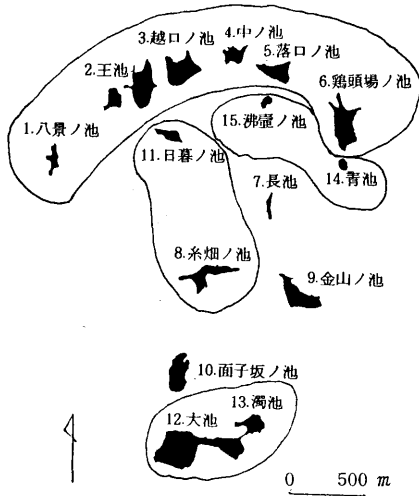 3.越口ノ池
4.中ノ池
5.落口ノ池
2.王池
6.鶏頭場ノ池
1.八景ノ池
15.沸壺ノ池
11.日暮ノ池
7.長池
14.青池
8.糸畑ノ池
9.金山ノ池
10.面子坂ノ池
13.濁池
12.大池
0 500 m